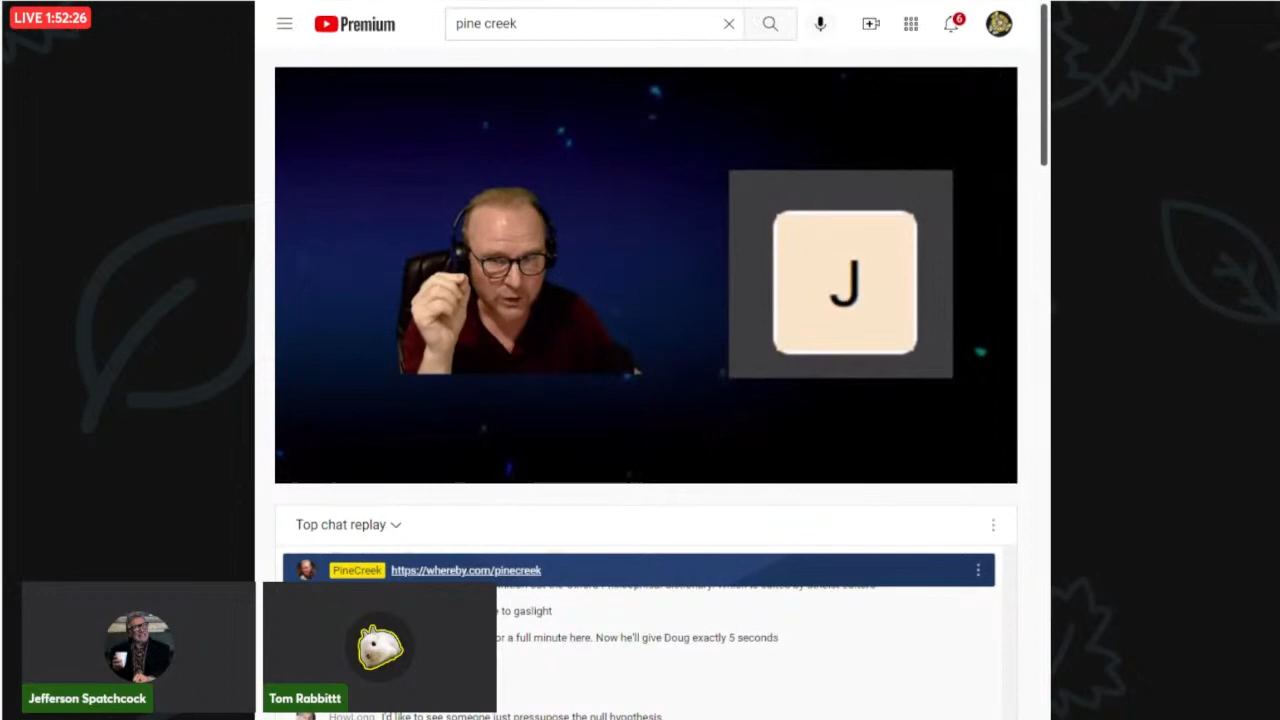 LIVE 1:52:26
Premium
pine creek
6
J
Top chat replay
PineCreek https://whereby.com/pinecreek
e to gaslight
or a full minute here. Now he'll give Doug exactly 5 seconds
Jefferson Spatchcock
Tom Rabbittt
HowLong I'd like to see someone just presuppose the null hypothesis